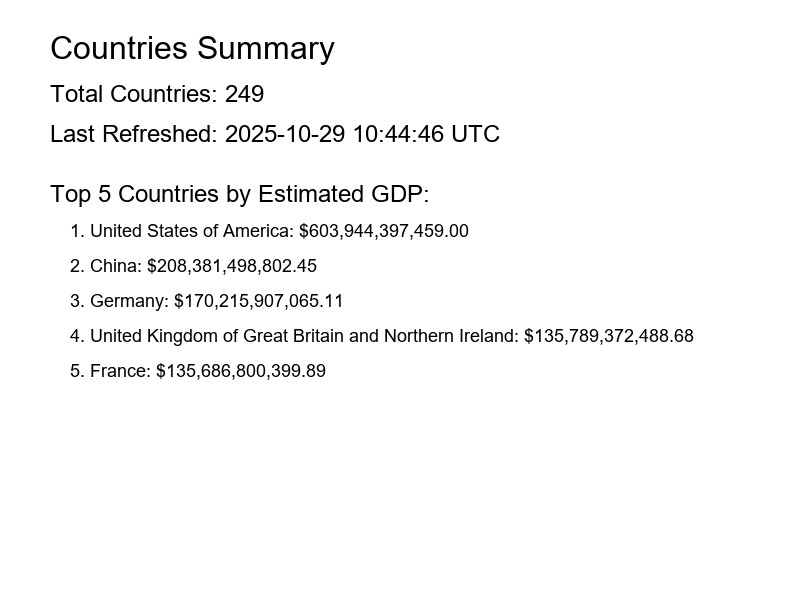 Countries Summary
Total Countries: 249
Last Refreshed: 2025-10-29 10:44:46 UTC
Top 5 Countries by Estimated GDP:
1. United States of America: $603,944,397,459.00
2. China: $208,381,498,802.45
3. Germany: $170,215,907,065.11
4. United Kingdom of Great Britain and Northern Ireland: $135,789,372,488.68
5. France: $135,686,800,399.89